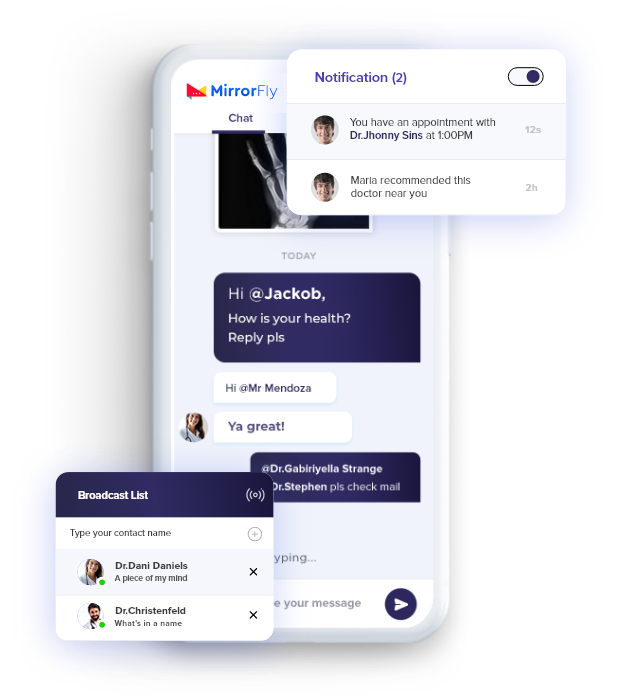 MirrorFly
Chat
Notification (2)
You have an appointment with
Dr.Jhonny Sins at 1:00PM
12s
Maria recommended this
doctor near you
2h
TODAY
Hi @Jackob,
How is your health?
Reply pls
Hi @Mr Mendoza
Ya great!
@Dr.Gabiriyella Strange
Dr.Stephen pls check mail
yping...
e your message
Broadcast List
Type your contact name
Dr.Dani Daniels
A piece of my mind
Dr.Christenfeld
What's in a name